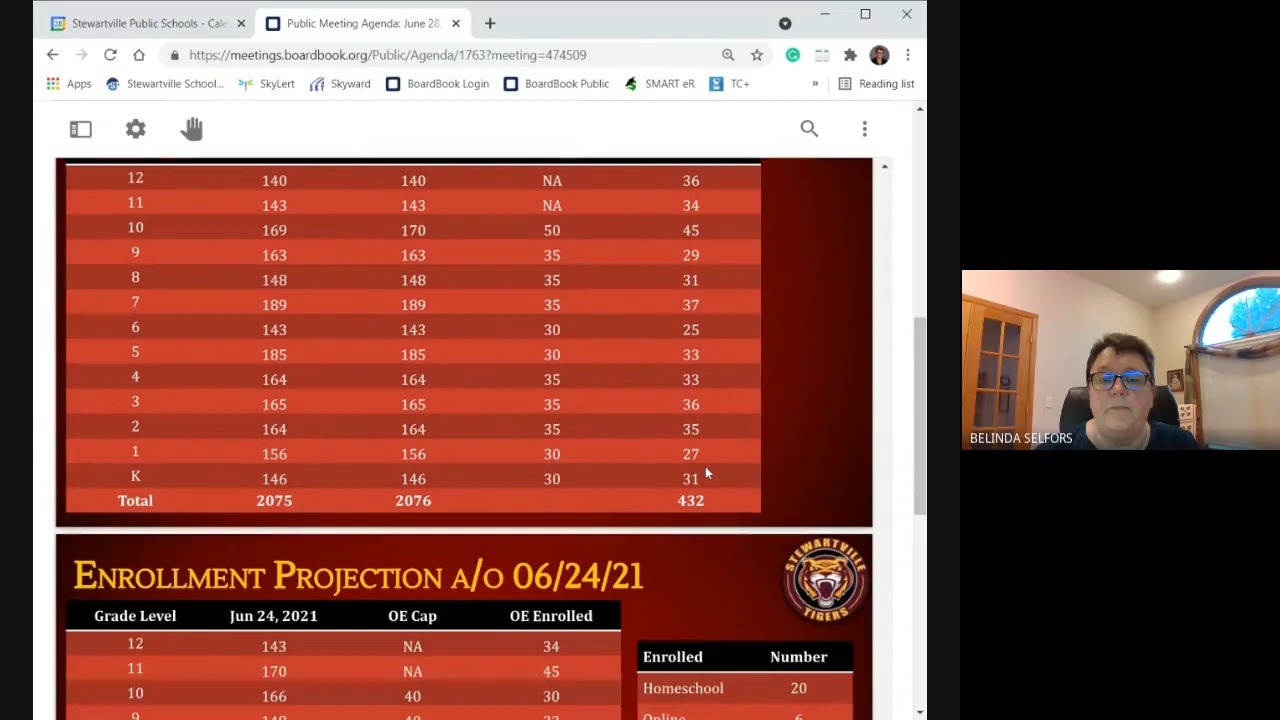 Stewartville Public Schools - Cale
Public Meeting Agenda: June 28,
https://meetings.boardbook.org/Public/Agenda/1763?meeting=474509
Apps
Stewartville School...
SkyLert
Skyward
BoardBook Login
BoardBook Public
SMART eR
TC+
»
Reading list
12 140 140 NA 36
11 143 143 NA 34
10 169 170 50 45
9 163 163 35 29
8 148 148 35 31
7 189 189 35 37
6 143 143 30 25
5 185 185 30 33
4 164 164 35 33
3 165 165 35 36
2 164 164 35 35
1 156 156 30 27
K 146 146 30 31
Total 2075 2076 432
ENROLLMENT PROJECTION A/O 06/24/21
STEWARTVILLE
TIGERS
Grade Level Jun 24, 2021 OE Cap OE Enrolled
12 143 NA 34
11 170 NA 45
10 166 40 30
Enrolled Number
Homeschool 20
BELINDA SELFORS